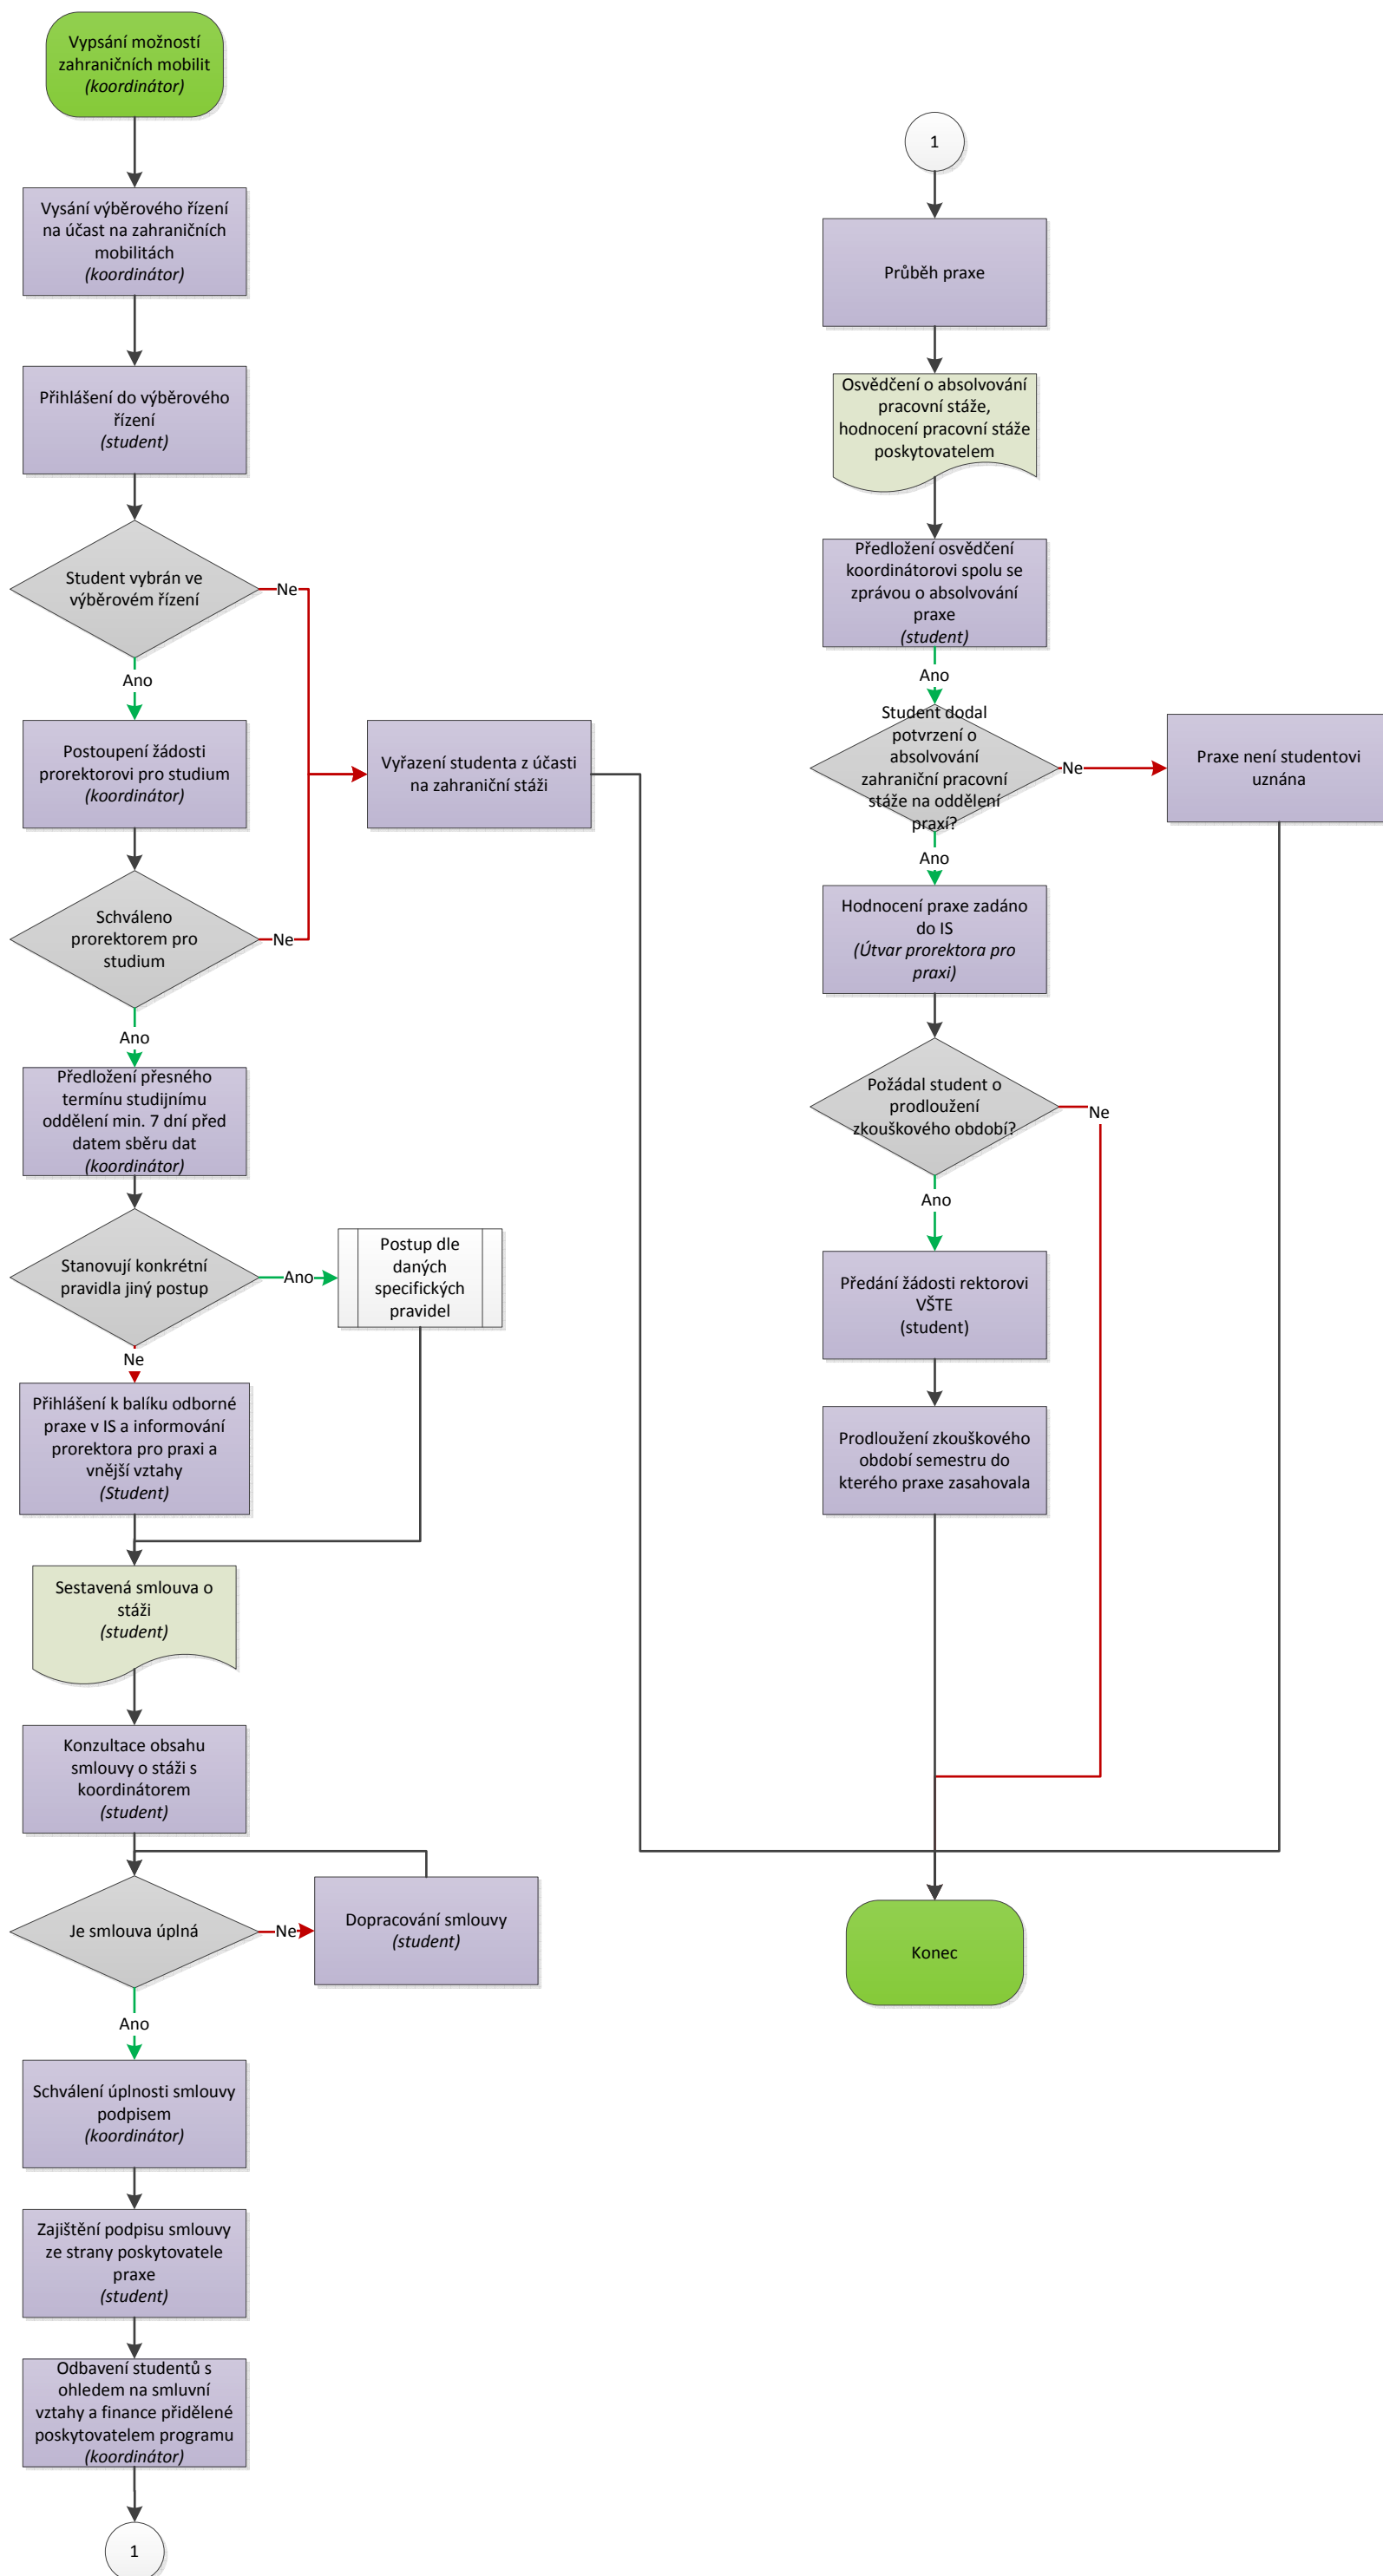 Vypsání možností
zahraničních mobilit
(koordinátor)
Vysání výběrového řízení
na účast na zahraničních
mobilitách
(koordinátor)
Přihlášení do výběrového
řízení
(student)
Student vybrán ve
výběrovém řízení
Ne
Ano
Postoupení žádosti
prorektorovi pro studium
(koordinátor)
Vyřazení studenta z účasti
na zahraniční stáži
Schváleno
prorektorem pro
studium
Ne
Ano
Předložení přesného
termínu studijnímu
oddělení min. 7 dní před
datem sběru dat
(koordinátor)
Stanovují konkrétní
pravidla jiný postup
Ano
Postup dle
daných
specifických
pravidel
Ne
Přihlášení k balíku odborné
praxe v IS a informování
prorektora pro praxi a
vnější vztahy
(Student)
Sestavená smlouva o
stáži
(student)
Konzultace obsahu
smlouvy o stáži s
koordinátorem
(student)
Je smlouva úplná
Ne
Dopracování smlouvy
(student)
Ano
Schválení úplnosti smlouvy
podpisem
(koordinátor)
Zajištění podpisu smlouvy
ze strany poskytovatele
praxe
(student)
Odbavení studentů s
ohledem na smluvní
vztahy a finance přidělené
poskytovatelem programu
(koordinátor)
1
1
Průběh praxe
Osvědčení o absolvování
pracovní stáže,
hodnocení pracovní stáže
poskytovatelem
Předložení osvědčení
koordinátorovi spolu se
zprávou o absolvování
praxe
(student)
Ano
Student dodal
potvrzení o
absolvování
zahraniční pracovní
stáže na oddělení
praxí?
Ne
Praxe není studentovi
uznána
Ano
Hodnocení praxe zadáno
do IS
(Útvar prorektora pro
praxi)
Požádal student o
prodloužení
zkouškového období?
Ne
Ano
Předání žádosti rektorovi
VŠTE
(student)
Prodloužení zkouškového
období semestru do
kterého praxe zasahovala
Konec